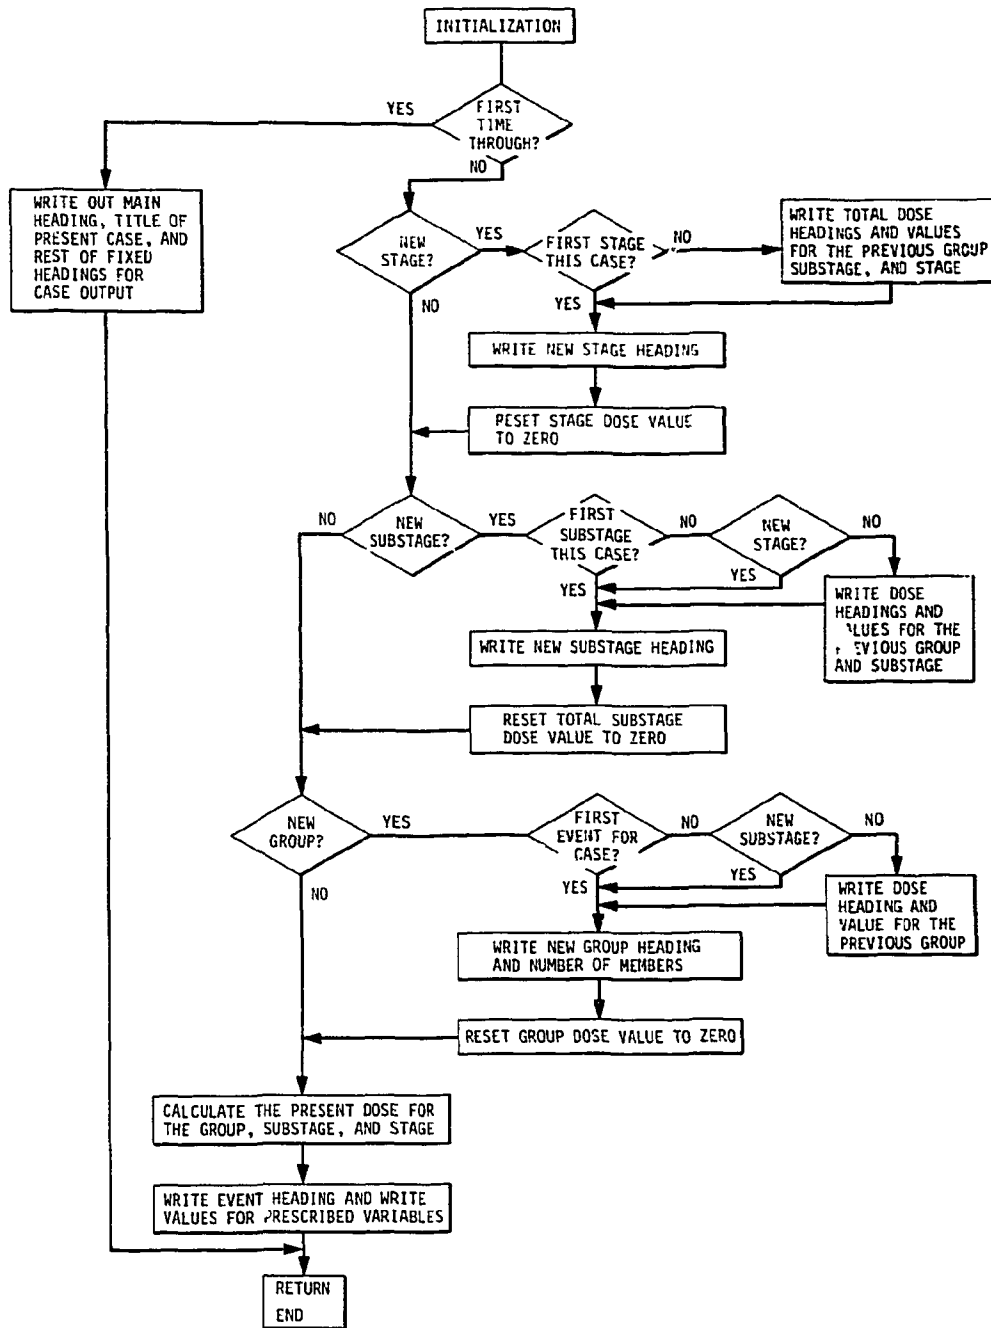 INITIALIZATION
YES
FIRST
TIME
THROUGH?
NO
WRITE OUT MAIN
HEADING, TITLE OF
PRESENT CASE, AND
REST OF FIXED
HEADINGS FOR
CASE OUTPUT
NEW
STAGE?
YES
FIRST STAGE
THIS CASE?
NO
WRITE TOTAL DOSE
HEADINGS AND VALUES
FOR THE PREVIOUS GROUP
SUBSTAGE, AND STAGE
NO
YES
WRITE NEW STAGE HEADING
RESET STAGE DOSE VALUE
TO ZERO
NO
NEW
SUBSTAGE?
YES
FIRST
SUBSTAGE
THIS CASE?
NO
NEW
STAGE?
NO
YES
YES
WRITE DOSE
HEADINGS AND
VALUES FOR THE
PREVIOUS GROUP
AND SUBSTAGE
WRITE NEW SUBSTAGE HEADING
RESET TOTAL SUBSTAGE
DOSE VALUE TO ZERO
NEW
GROUP?
YES
FIRST
EVENT FOR
CASE?
NO
NEW
SUBSTAGE?
NO
NO
YES
YES
WRITE DOSE
HEADING AND
VALUE FOR THE
PREVIOUS GROUP
WRITE NEW GROUP HEADING
AND NUMBER OF MEMBERS
RESET GROUP DOSE VALUE TO ZERO
CALCULATE THE PRESENT DOSE FOR
THE GROUP, SUBSTAGE, AND STAGE
WRITE EVENT HEADING AND WRITE
VALUES FOR PRESCRIBED VARIABLES
RETURN
END